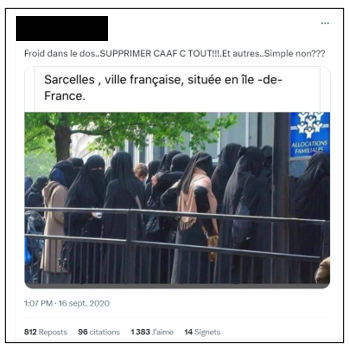 Froid dans le dos..SUPPRIMER CAAF C TOUT!!!.Et autres..Simple non???
Sarcelles , ville française, située en île -de-
France.
ALLOCATIONS
FAMILIALES
1:07 PM · 16 sept. 2020
812 Reposts 96 citations 1 383 J'aime 14 Signets